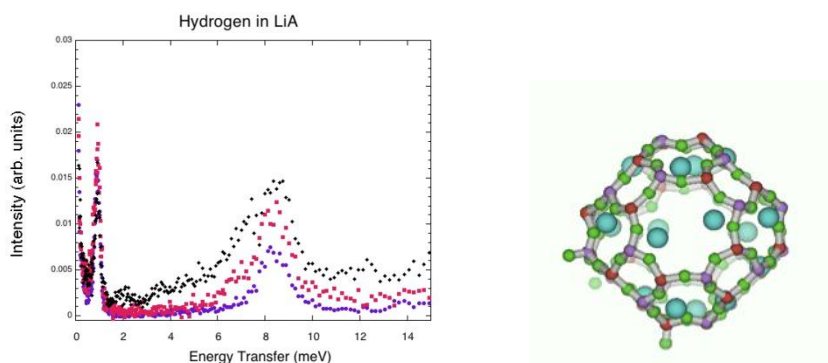 Hydrogen in LiA
0.03
0.025
0.02
0.015
0.01
0.005
0
Intensity (arb. units)
0 2 4 6 8 10 12 14
Energy Transfer (meV)